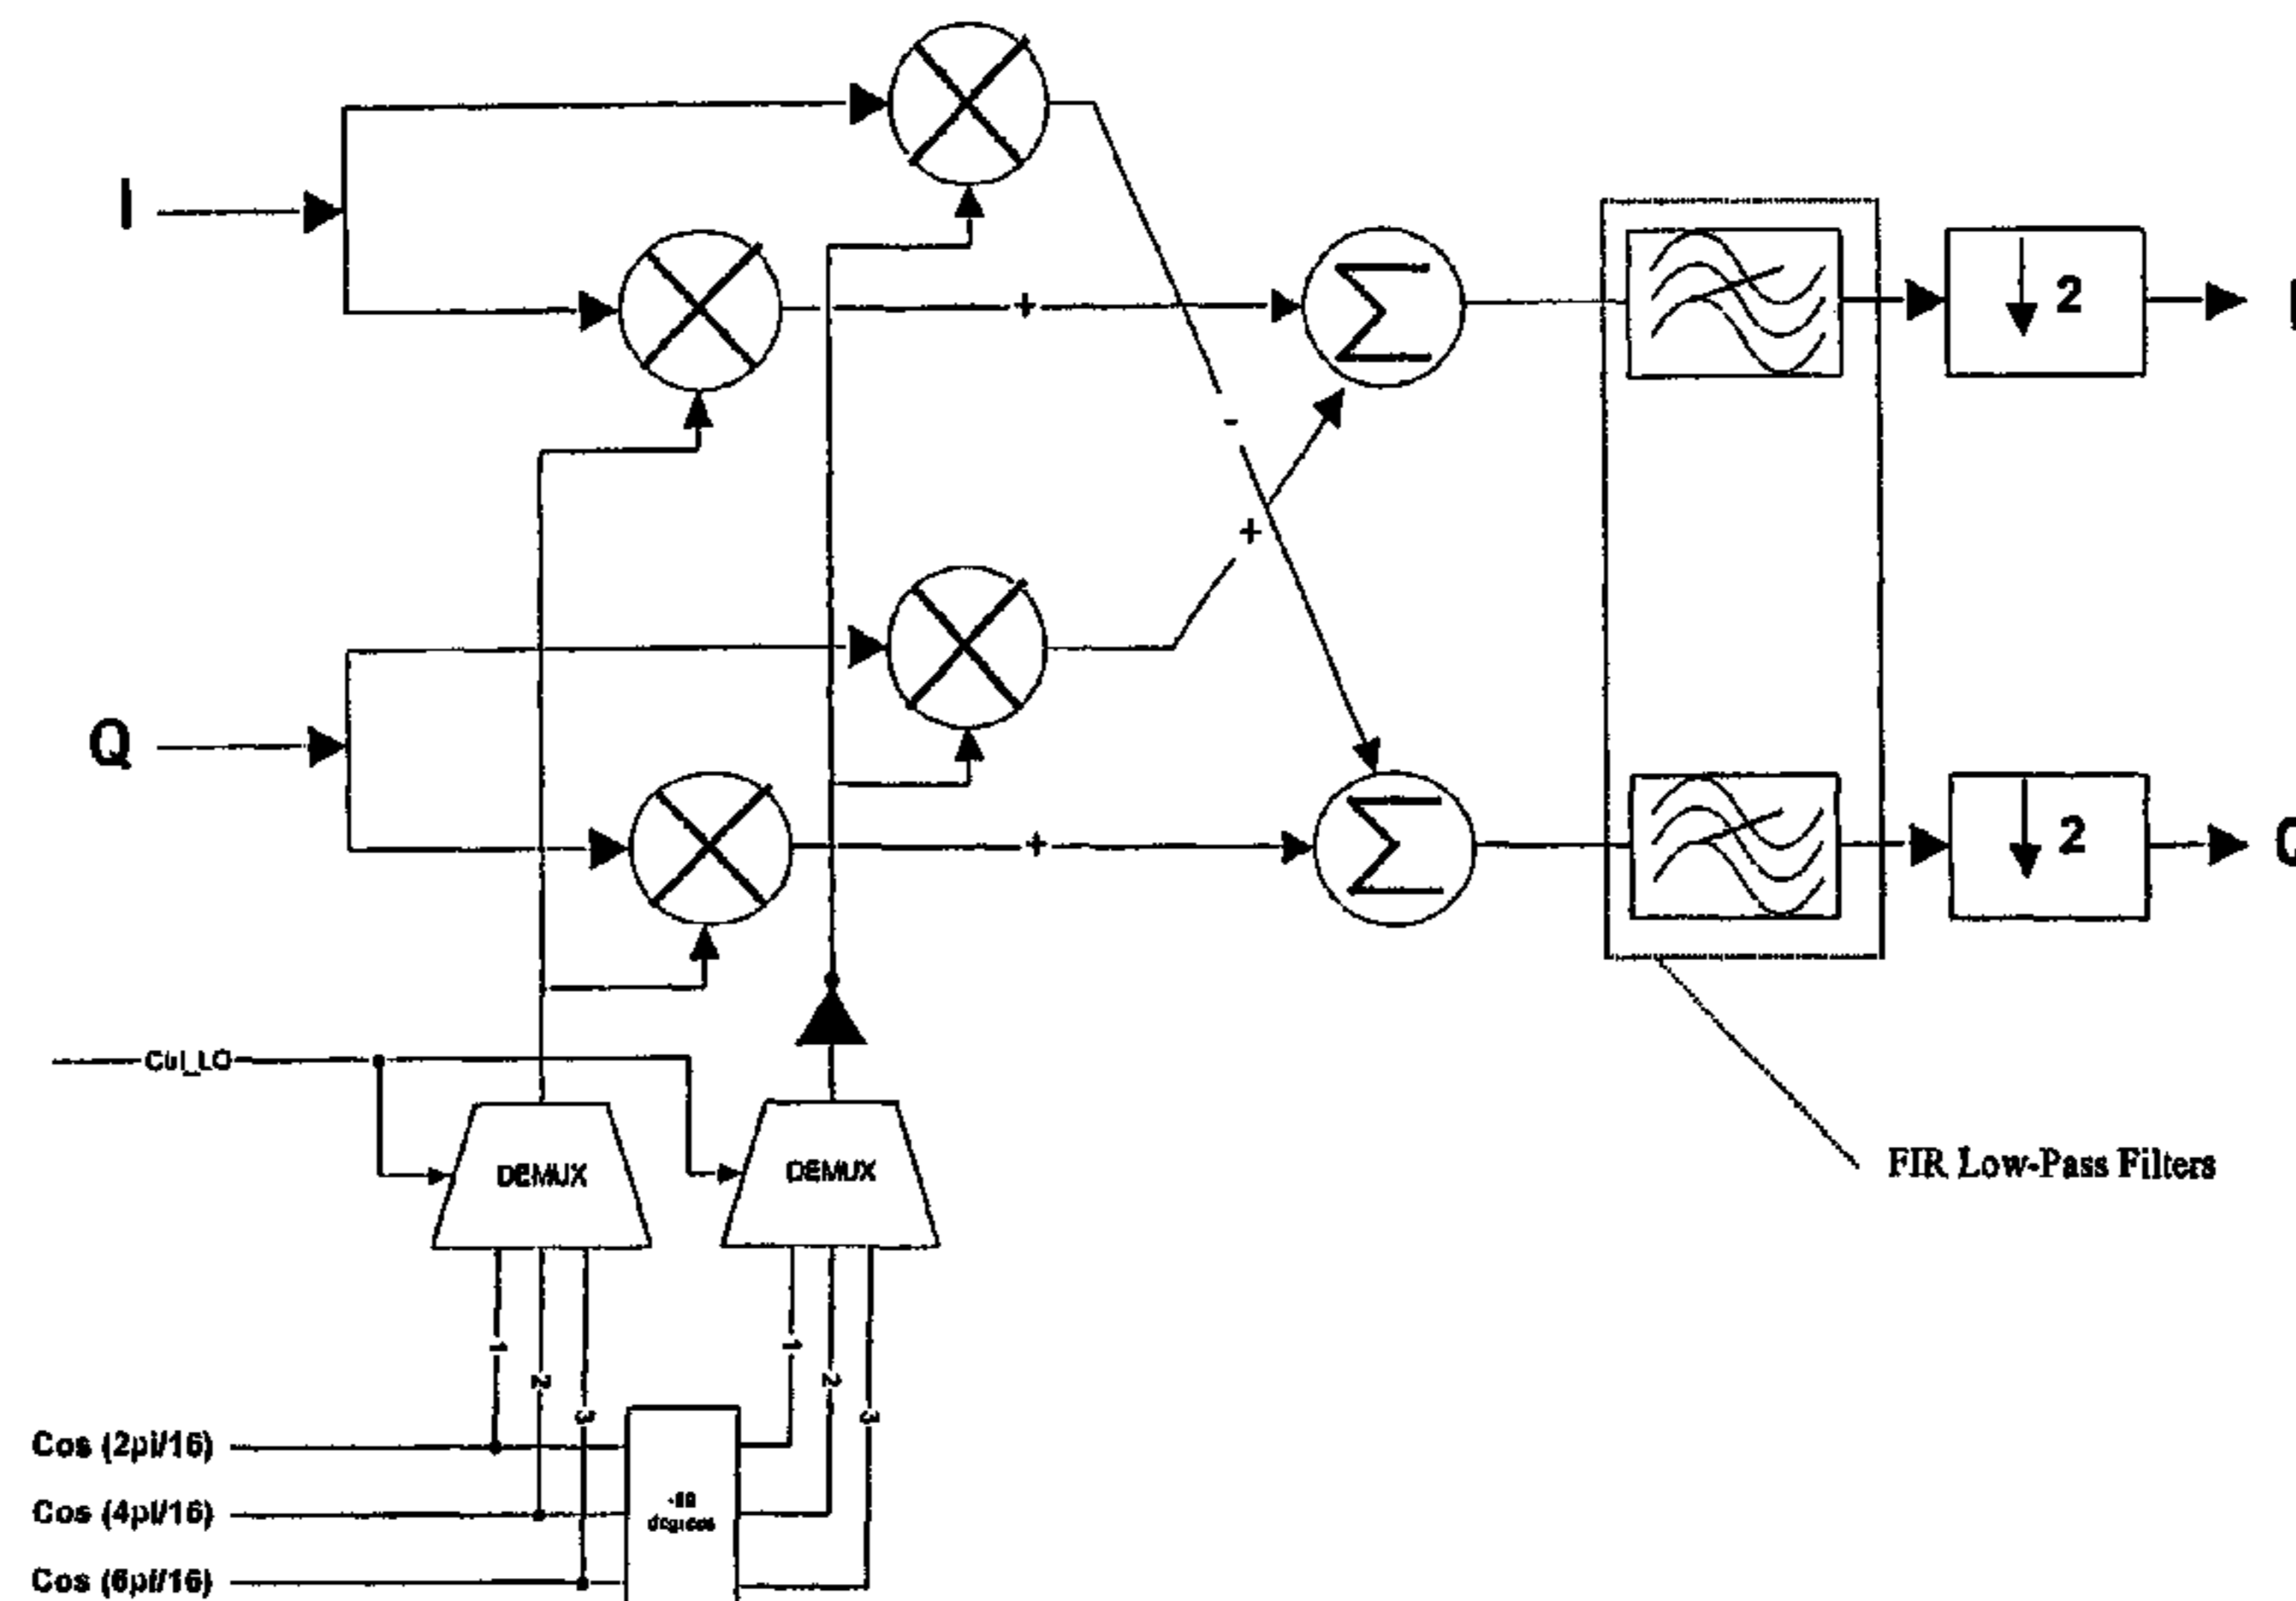 I
+
2
-
+
Q
+
2
DEMUX
DEMUX
FIR Low-Pass Filters
1
2
3
1
2
3
Cos (2pi/16)
Cos (4pi/16)
degrees
Cos (6pi/16)